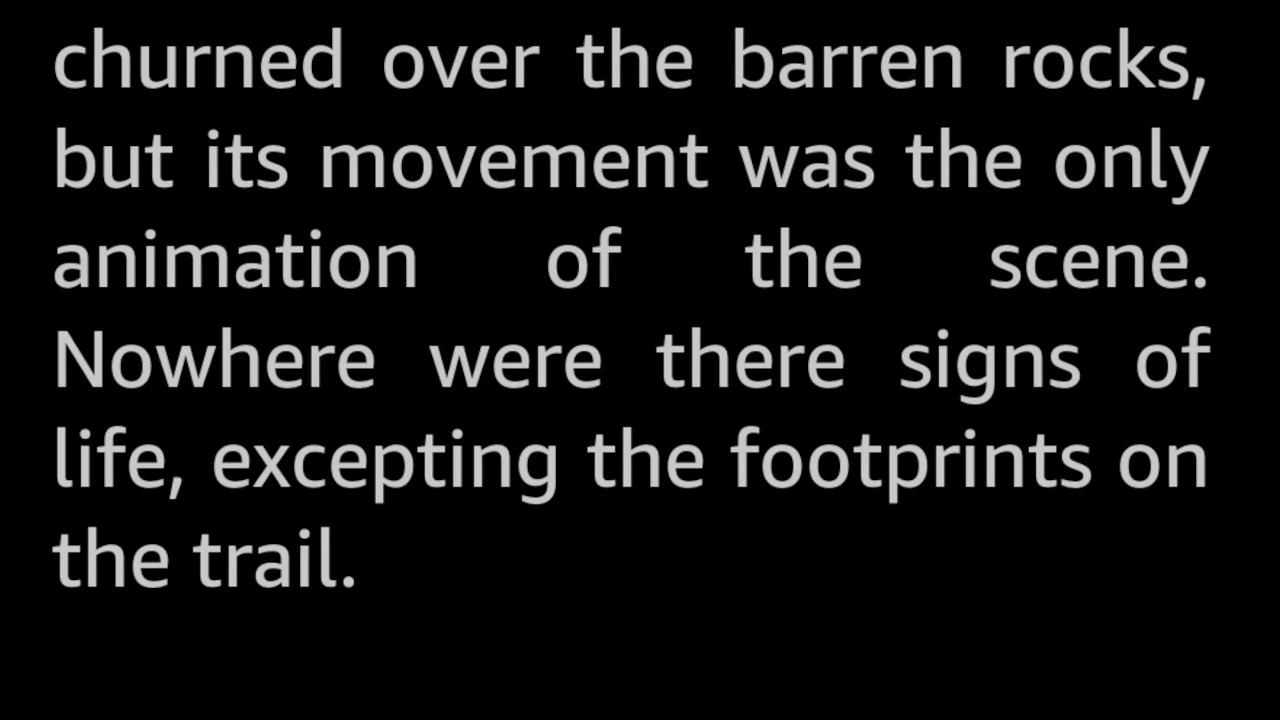 churned over the barren rocks,
but its movement was the only
animation of the scene.
Nowhere were there signs of
life, excepting the footprints on
the trail.